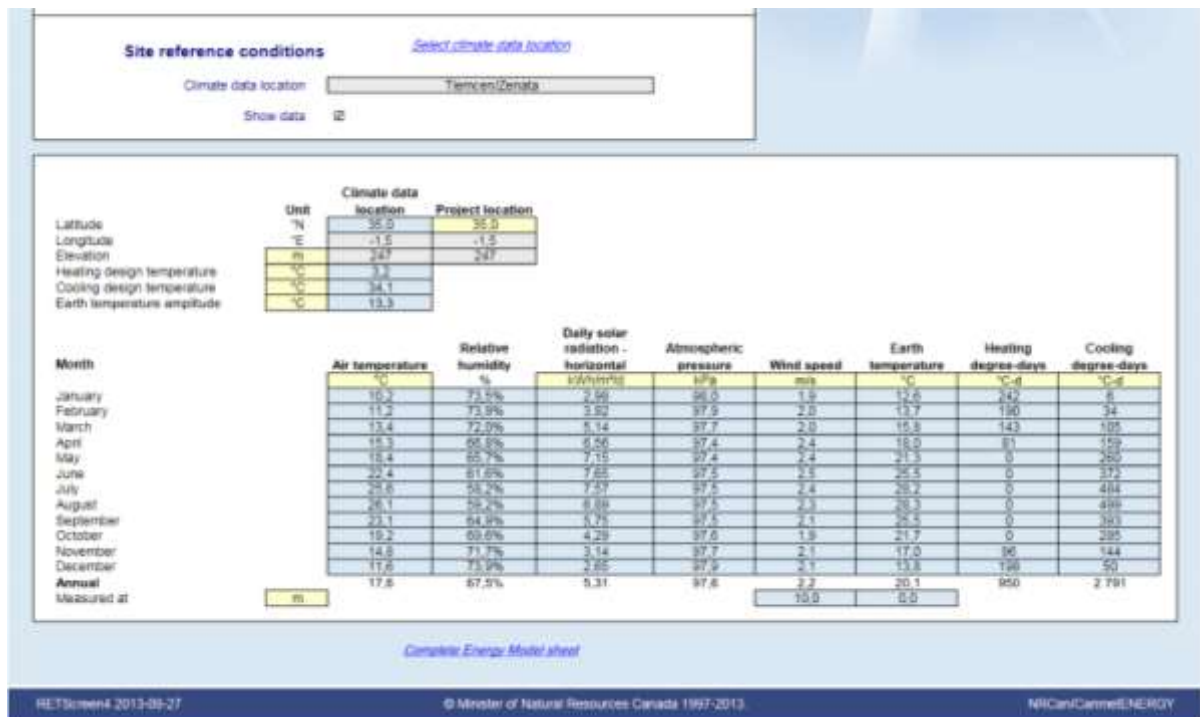 Site reference conditions Select climate data location
Climate data location Tlemcen/Zenata
Show data
Climate data
Unit location Project location
Latitude °N 35,0 35,0
Longitude °E -1,5 -1,5
Elevation m 247 247
Heating design temperature °C 3,2
Cooling design temperature °C 34,1
Earth temperature amplitude °C 13,3
Daily solar
Relative radiation - Atmospheric Earth Heating Cooling
Month Air temperature humidity horizontal pressure Wind speed temperature degree-days degree-days
°C % kWh/m²/d kPa m/s °C °C-d °C-d
January 10,2 73,5% 2,98 98,0 1,9 12,6 242 6
February 11,2 73,9% 3,92 97,9 2,0 13,7 190 34
March 13,4 72,0% 5,14 97,7 2,0 15,8 143 105
April 15,3 66,8% 6,56 97,4 2,4 18,0 81 159
May 18,4 65,7% 7,15 97,4 2,4 21,3 0 260
June 22,4 61,6% 7,65 97,5 2,5 25,5 0 372
July 25,6 58,2% 7,57 97,5 2,4 28,2 0 484
August 26,1 59,2% 6,89 97,5 2,3 28,3 0 499
September 23,1 64,9% 5,75 97,5 2,1 25,5 0 393
October 19,2 69,6% 4,29 97,6 1,9 21,7 0 285
November 14,8 71,7% 3,14 97,7 2,1 17,0 96 144
December 11,6 73,9% 2,65 97,9 2,1 13,8 198 50
Annual 17,6 67,5% 5,31 97,6 2,2 20,1 950 2 791
Measured at m 10,0 0,0
Complete Energy Model sheet
RETScreen4 2013-08-27 © Minister of Natural Resources Canada 1997-2013. NRCan/CanmetENERGY